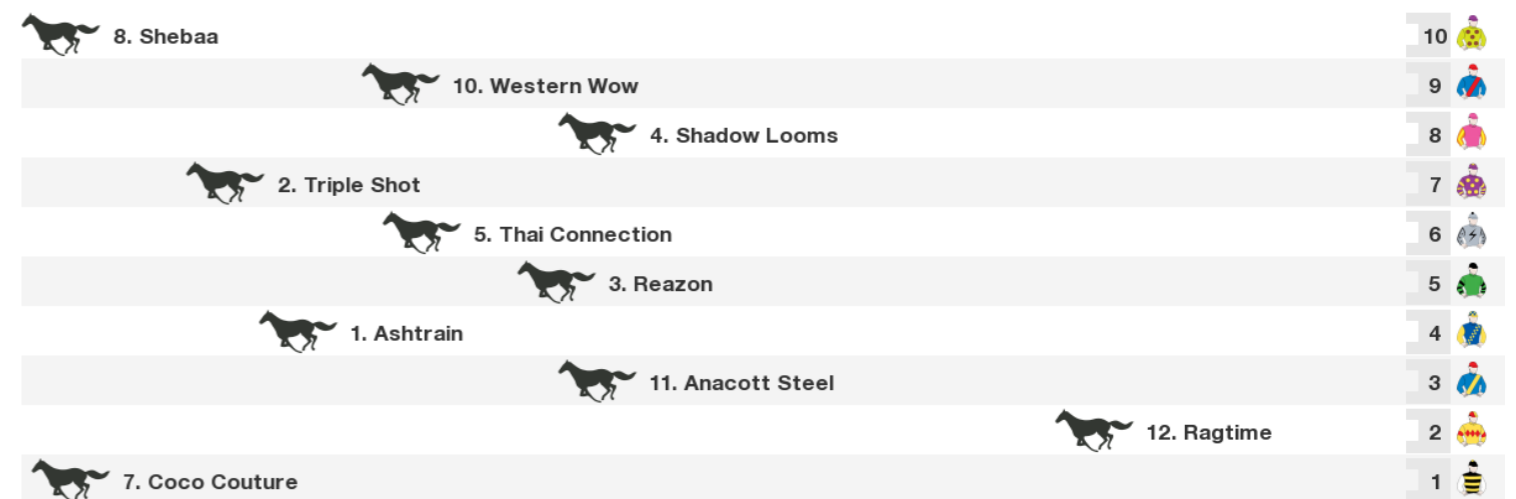 8. Shebaa 10
10. Western Wow 9
4. Shadow Looms 8
2. Triple Shot 7
5. Thai Connection 6
3. Reazon 5
1. Ashtrain 4
11. Anacott Steel 3
12. Ragtime 2
7. Coco Couture 1